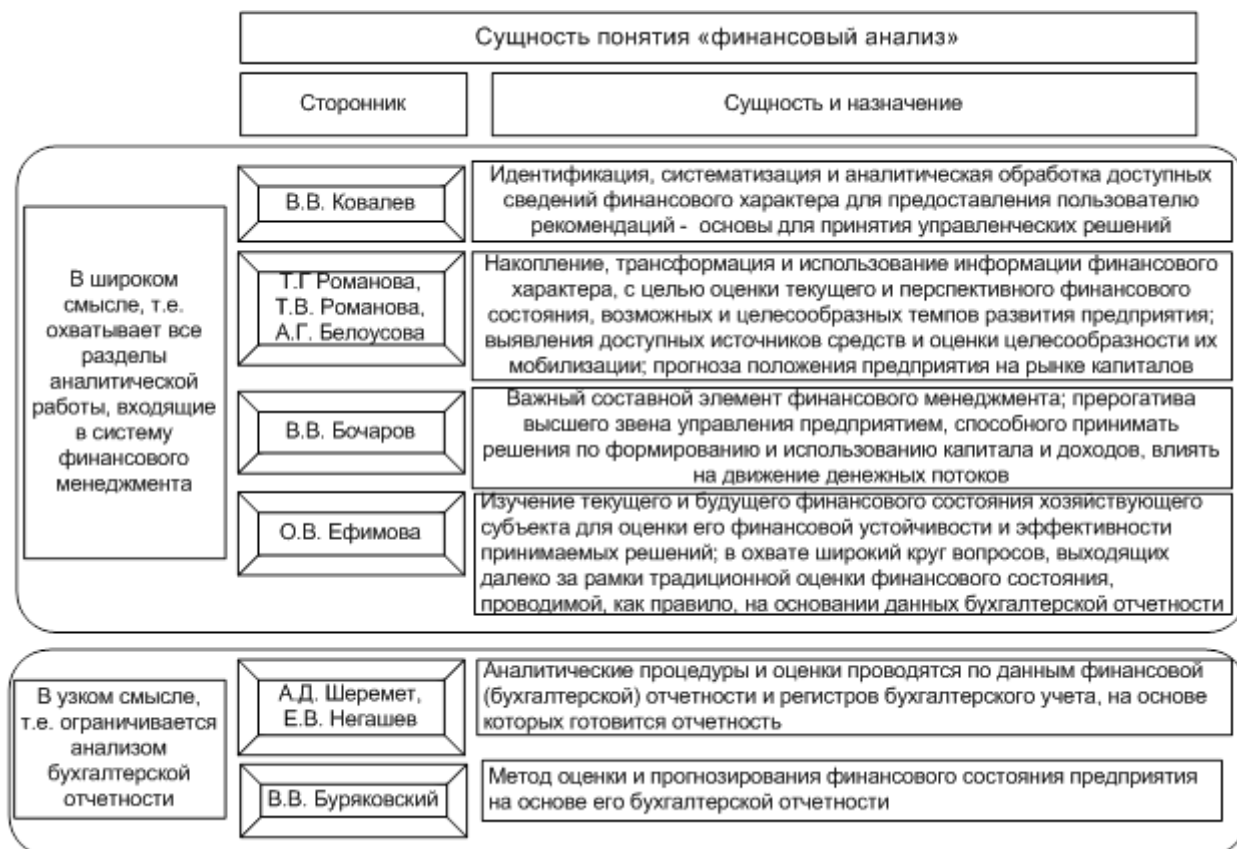 Сущность понятия «финансовый анализ»
Сторонник
Сущность и назначение
В широком
смысле, т.е.
охватывает все
разделы
аналитической
работы, входящие
в систему
финансового
менеджмента
В.В. Ковалев
Идентификация, систематизация и аналитическая обработка доступных
сведений финансового характера для предоставления пользователю
рекомендаций - основы для принятия управленческих решений
Т.Г Романова,
Т.В. Романова,
А.Г. Белоусова
Накопление, трансформация и использование информации финансового
характера, с целью оценки текущего и перспективного финансового
состояния, возможных и целесообразных темпов развития предприятия;
выявления доступных источников средств и оценки целесообразности их
мобилизации; прогноза положения предприятия на рынке капиталов
В.В. Бочаров
Важный составной элемент финансового менеджмента; прерогатива
высшего звена управления предприятием, способного принимать
решения по формированию и использованию капитала и доходов, влиять
на движение денежных потоков
О.В. Ефимова
Изучение текущего и будущего финансового состояния хозяйствующего
субъекта для оценки его финансовой устойчивости и эффективности
принимаемых решений; в охвате широкий круг вопросов, выходящих
далеко за рамки традиционной оценки финансового состояния,
проводимой, как правило, на основании данных бухгалтерской отчетности
В узком смысле,
т.е. ограничивается
анализом
бухгалтерской
отчетности
А.Д. Шеремет,
Е.В. Негашев
Аналитические процедуры и оценки проводятся по данным финансовой
(бухгалтерской) отчетности и регистров бухгалтерского учета, на основе
которых готовится отчетность
В.В. Буряковский
Метод оценки и прогнозирования финансового состояния предприятия
на основе его бухгалтерской отчетности